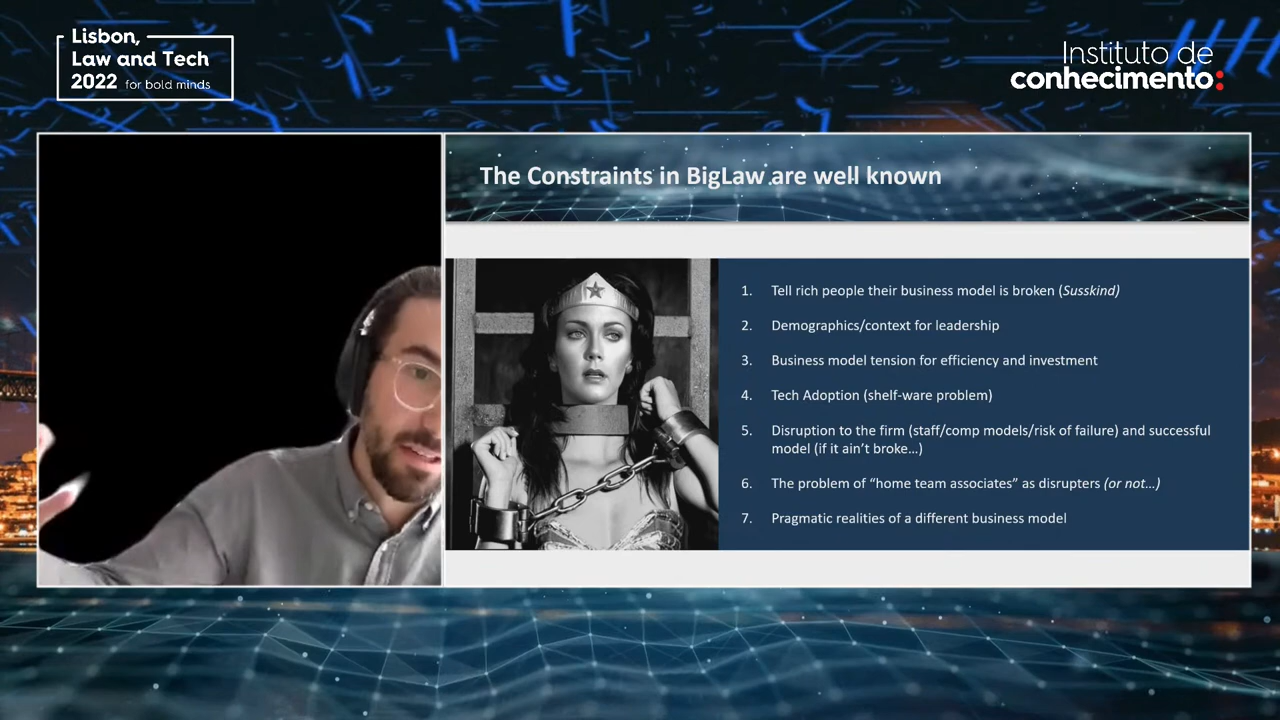 Lisbon,
Law and Tech
2022 for bold minds
Instituto de
conhecimento:
The Constraints in BigLaw are well known
1. Tell rich people their business model is broken (Susskind)
2. Demographics/context for leadership
3. Business model tension for efficiency and investment
4. Tech Adoption (shelf-ware problem)
5. Disruption to the firm (staff/comp models/risk of failure) and successful
model (if it ain't broke…)
6. The problem of “home team associates” as disrupters (or not…)
7. Pragmatic realities of a different business model